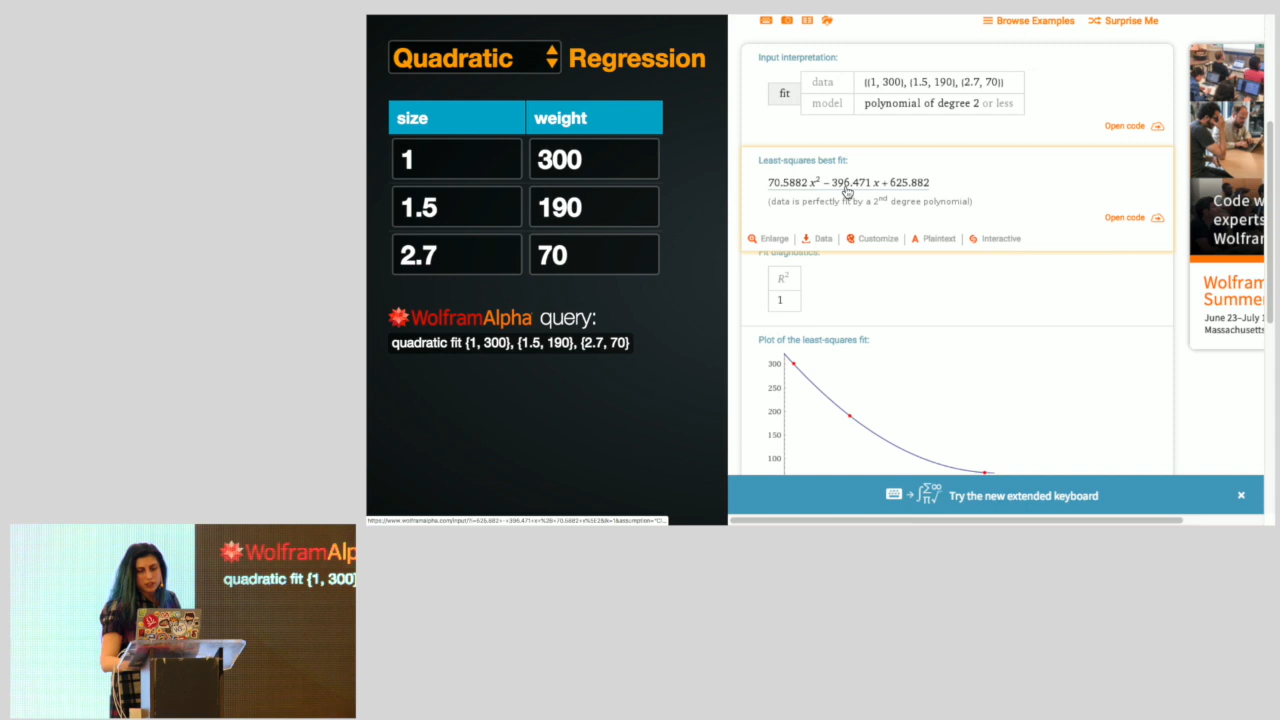 Quadratic Regression
size weight
1 300
1.5 190
2.7 70
WolframAlpha query:
quadratic fit {1, 300}, {1.5, 190}, {2.7, 70}
Browse Examples Surprise Me
Input interpretation:
fit
data {{1, 300}, {1.5, 190}, {2.7, 70}}
model polynomial of degree 2 or less
Open code
Least-squares best fit:
70.5882 x² − 396.471 x + 625.882
(data is perfectly fit by a 2nd degree polynomial)
Open code
Enlarge | Data | Customize | A Plaintext | Interactive
Fit diagnostics:
R²
1
Plot of the least-squares fit:
300
250
200
150
100
Try the new extended keyboard ×
Code w
experts
Wolfra
Wolfram
Summe
June 23–July 1
Massachusetts
WolframAlp
quadratic fit {1, 300}